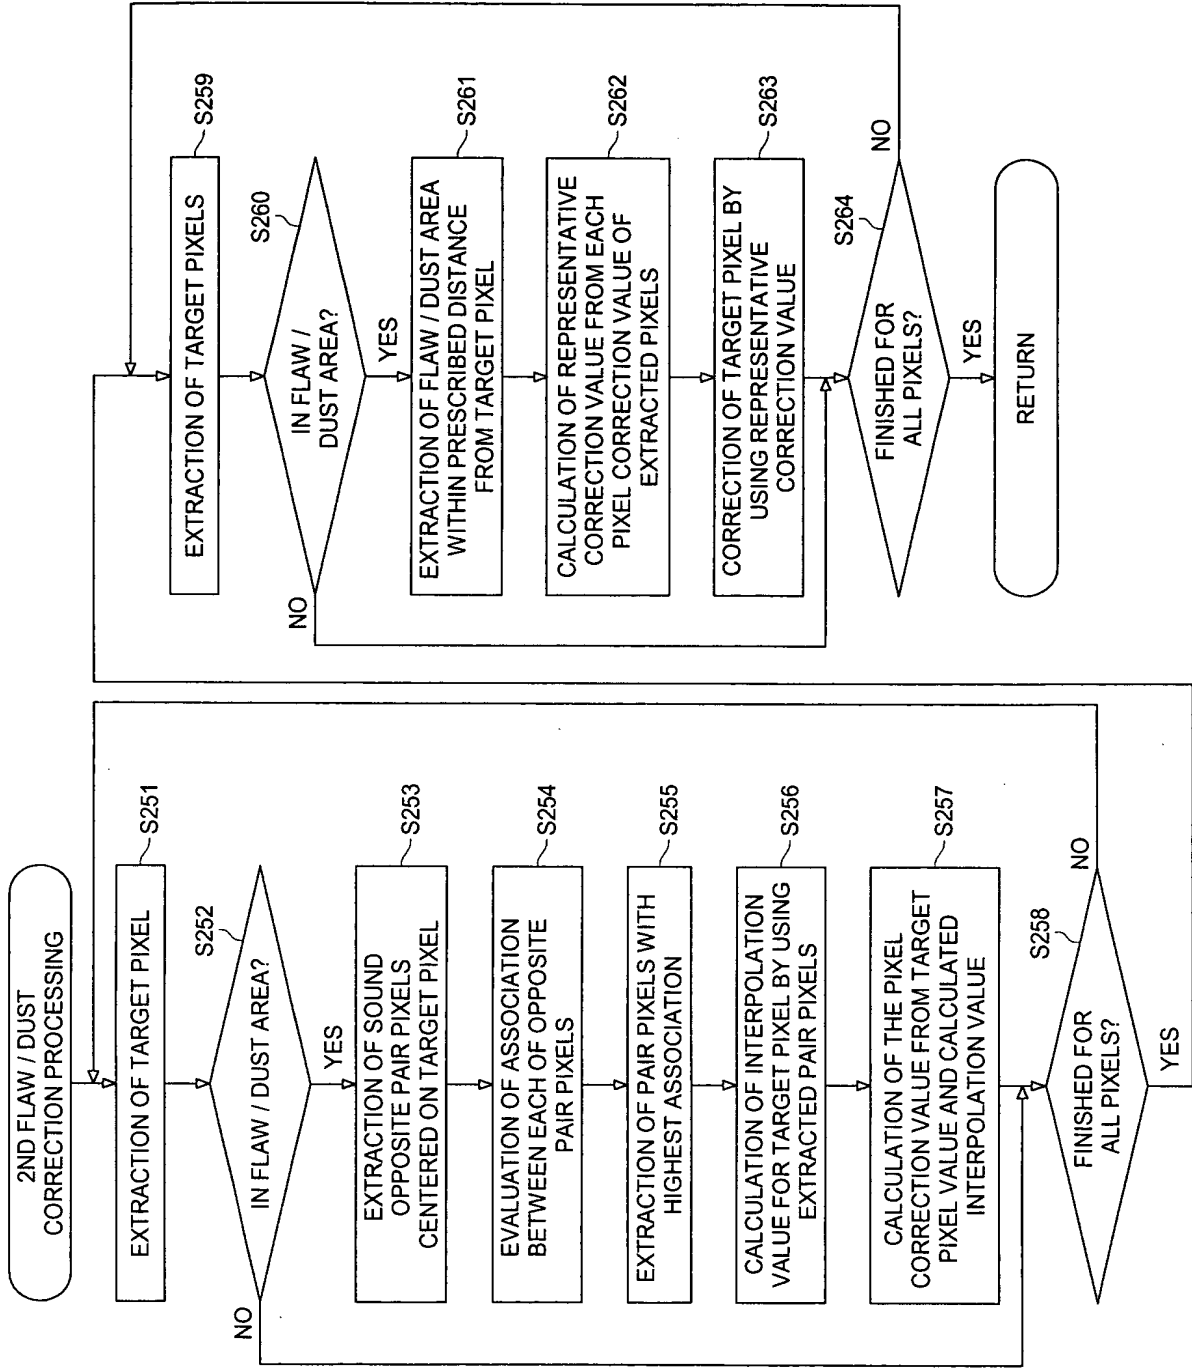 2ND FLAW / DUST
CORRECTION PROCESSING
S251
EXTRACTION OF TARGET PIXEL
S252
IN FLAW / DUST AREA?
NO
YES
S253
EXTRACTION OF SOUND
OPPOSITE PAIR PIXELS
CENTERED ON TARGET PIXEL
S254
EVALUATION OF ASSOCIATION
BETWEEN EACH OF OPPOSITE
PAIR PIXELS
S255
EXTRACTION OF PAIR PIXELS WITH
HIGHEST ASSOCIATION
S256
CALCULATION OF INTERPOLATION
VALUE FOR TARGET PIXEL BY USING
EXTRACTED PAIR PIXELS
S257
CALCULATION OF THE PIXEL
CORRECTION VALUE FROM TARGET
PIXEL VALUE AND CALCULATED
INTERPOLATION VALUE
S258
FINISHED FOR
ALL PIXELS?
NO
YES
S259
EXTRACTION OF TARGET PIXELS
S260
IN FLAW /
DUST AREA?
NO
YES
S261
EXTRACTION OF FLAW / DUST AREA
WITHIN PRESCRIBED DISTANCE
FROM TARGET PIXEL
S262
CALCULATION OF REPRESENTATIVE
CORRECTION VALUE FROM EACH
PIXEL CORRECTION VALUE OF
EXTRACTED PIXELS
S263
CORRECTION OF TARGET PIXEL BY
USING REPRESENTATIVE
CORRECTION VALUE
S264
FINISHED FOR
ALL PIXELS?
NO
YES
RETURN